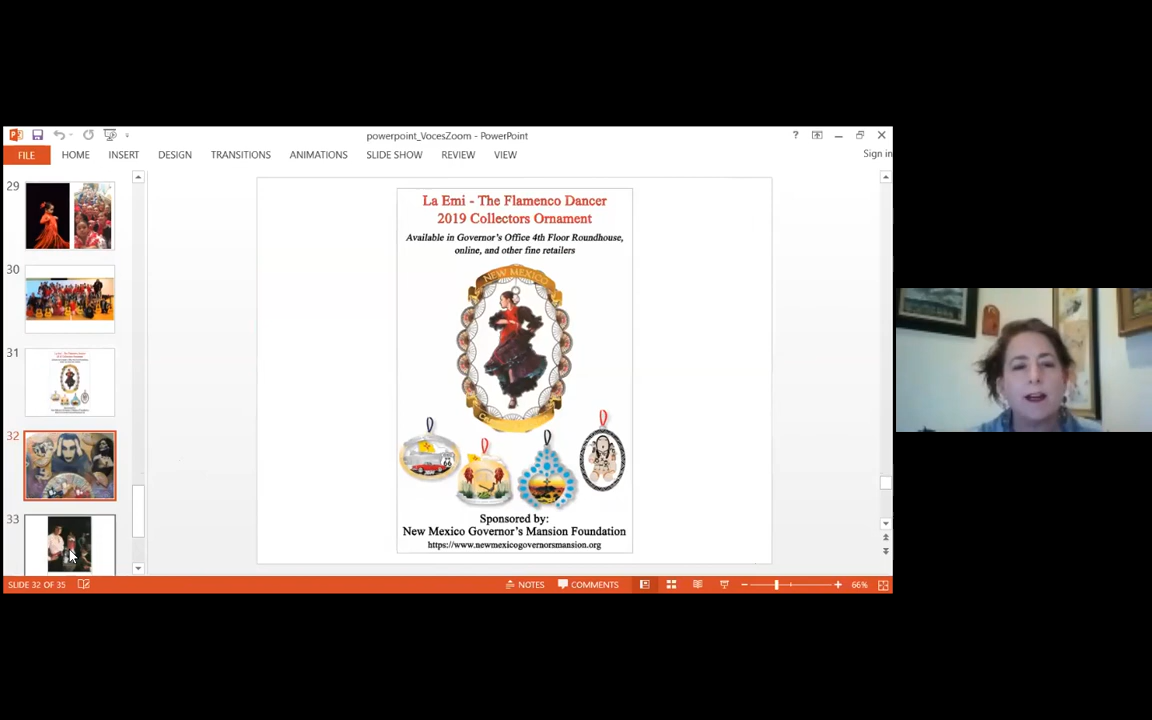 powerpoint_VocesZoom - PowerPoint
?
FILE HOME INSERT DESIGN TRANSITIONS ANIMATIONS SLIDE SHOW REVIEW VIEW
Sign in
29
30
31
32
33
La Emi - The Flamenco Dancer
2019 Collectors Ornament
Available in Governor's Office 4th Floor Roundhouse,
online, and other fine retailers
NEW MEXICO
66
Sponsored by:
New Mexico Governor's Mansion Foundation
https://www.newmexicogovernorsmansion.org
SLIDE 32 OF 35 NOTES COMMENTS 66%